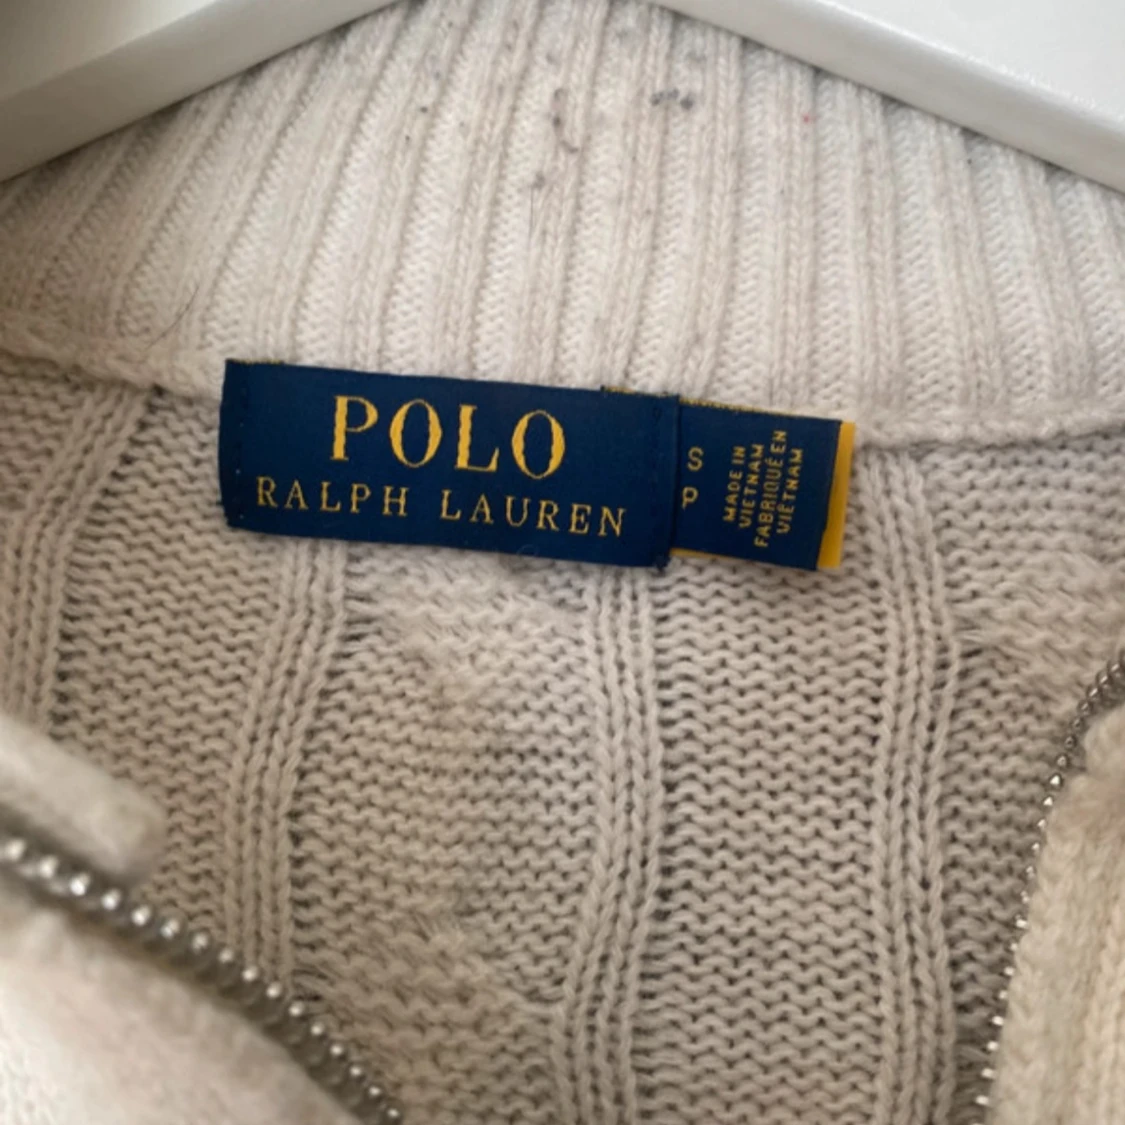 POLO
RALPH LAUREN
S
P
MADE IN
VIETNAM
FABRIQUÉ EN
VIÊTNAM